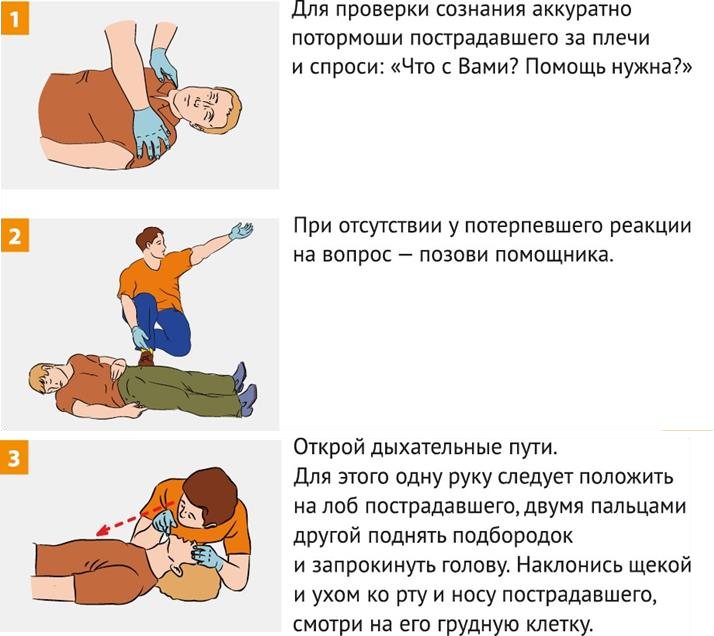 1
Для проверки сознания аккуратно
потормоши пострадавшего за плечи
и спроси: «Что с Вами? Помощь нужна?»
2
При отсутствии у потерпевшего реакции
на вопрос — позови помощника.
3
Открой дыхательные пути.
Для этого одну руку следует положить
на лоб пострадавшего, двумя пальцами
другой поднять подбородок
и запрокинуть голову. Наклонись щекой
и ухом ко рту и носу пострадавшего,
смотри на его грудную клетку.